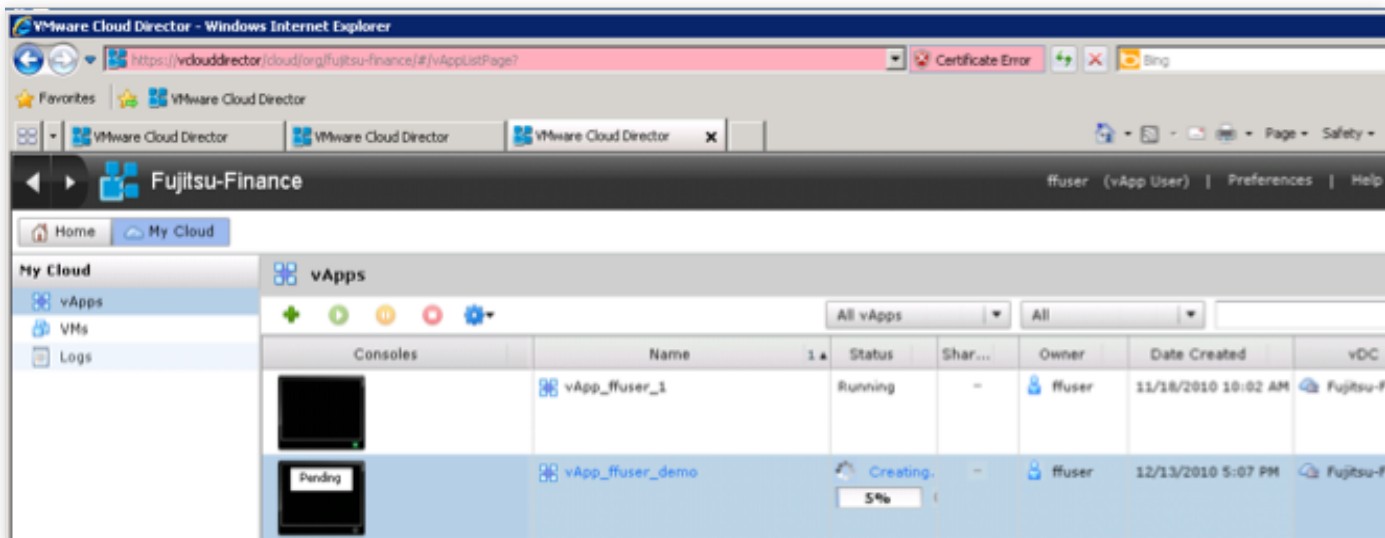 VMware Cloud Director - Windows Internet Explorer
https://vclouddirector/cloud/org/fujitsu-finance/#/vAppListPage? Certificate Error Bing
Favorites VMware Cloud Director
VMware Cloud Director VMware Cloud Director VMware Cloud Director x Page Safety
Fujitsu-Finance ffuser (vApp User) | Preferences | Help
Home My Cloud
My Cloud vApps
vApps
VMs All vApps All
Logs
Consoles Name 1 Status Shar... Owner Date Created vDC
vApp_ffuser_1 Running - ffuser 11/18/2010 10:02 AM Fujitsu-F
Pending vApp_ffuser_demo Creating. - ffuser 12/13/2010 5:07 PM Fujitsu-F
5%